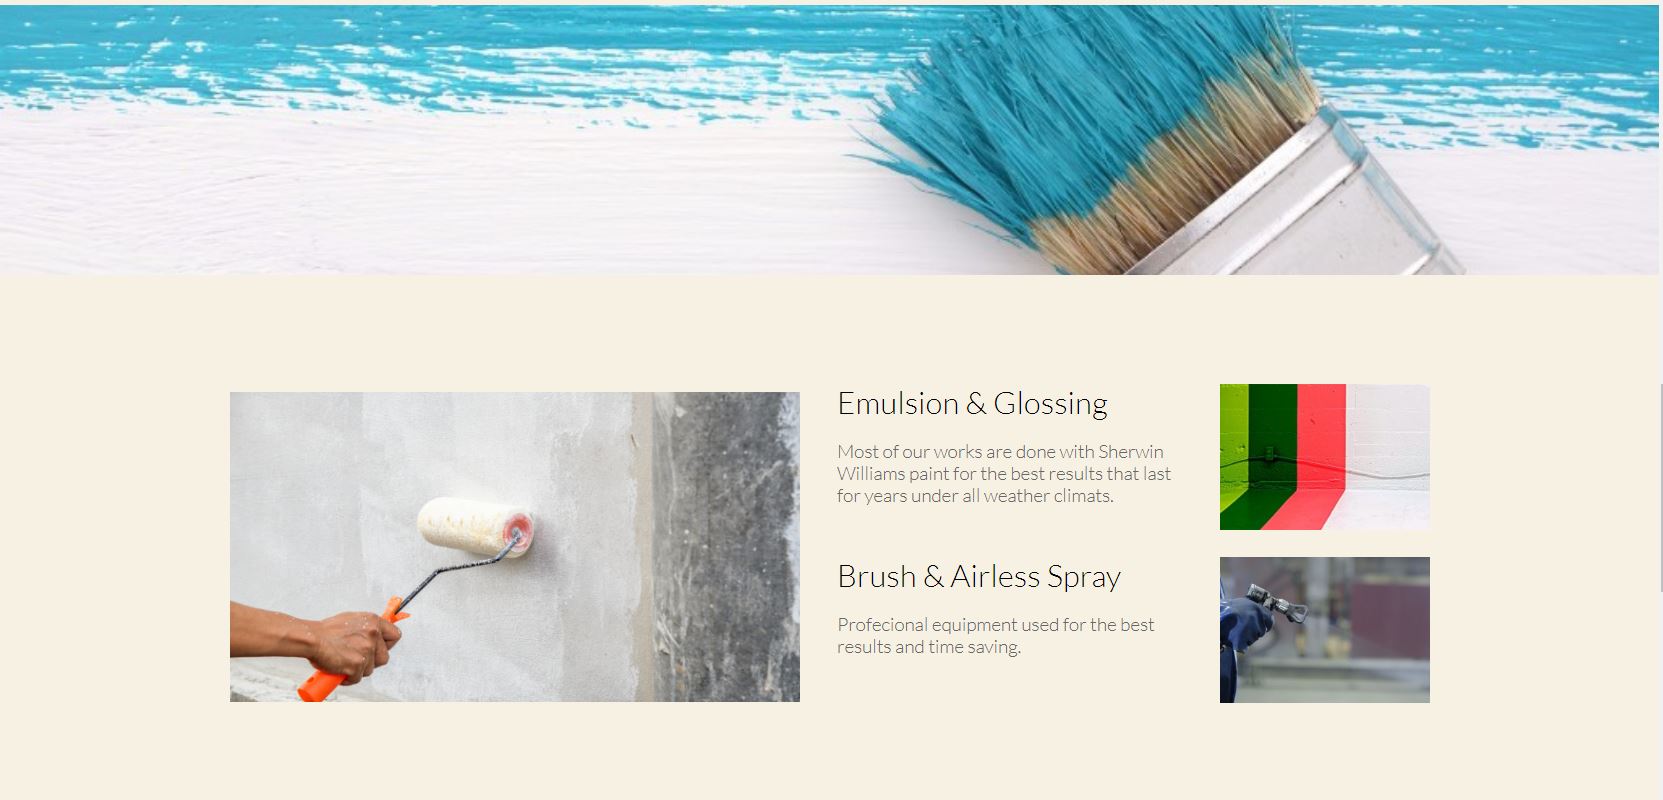 Emulsion & Glossing
Most of our works are done with Sherwin
Williams paint for the best results that last
for years under all weather climats.
Brush & Airless Spray
Profecional equipment used for the best
results and time saving.